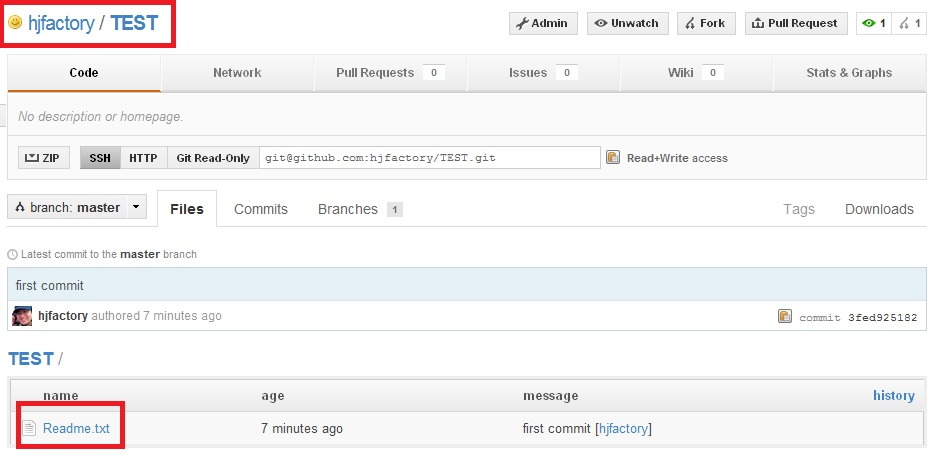 hjfactory / TEST Admin Unwatch Fork Pull Request 1 1
Code Network Pull Requests 0 Issues 0 Wiki 0 Stats & Graphs
No description or homepage.
ZIP SSH HTTP Git Read-Only git@github.com:hjfactory/TEST.git Read+Write access
branch: master Files Commits Branches 1 Tags Downloads
Latest commit to the master branch
first commit
hjfactory authored 7 minutes ago commit 3fed925182
TEST /
name age message history
Readme.txt 7 minutes ago first commit [hjfactory]